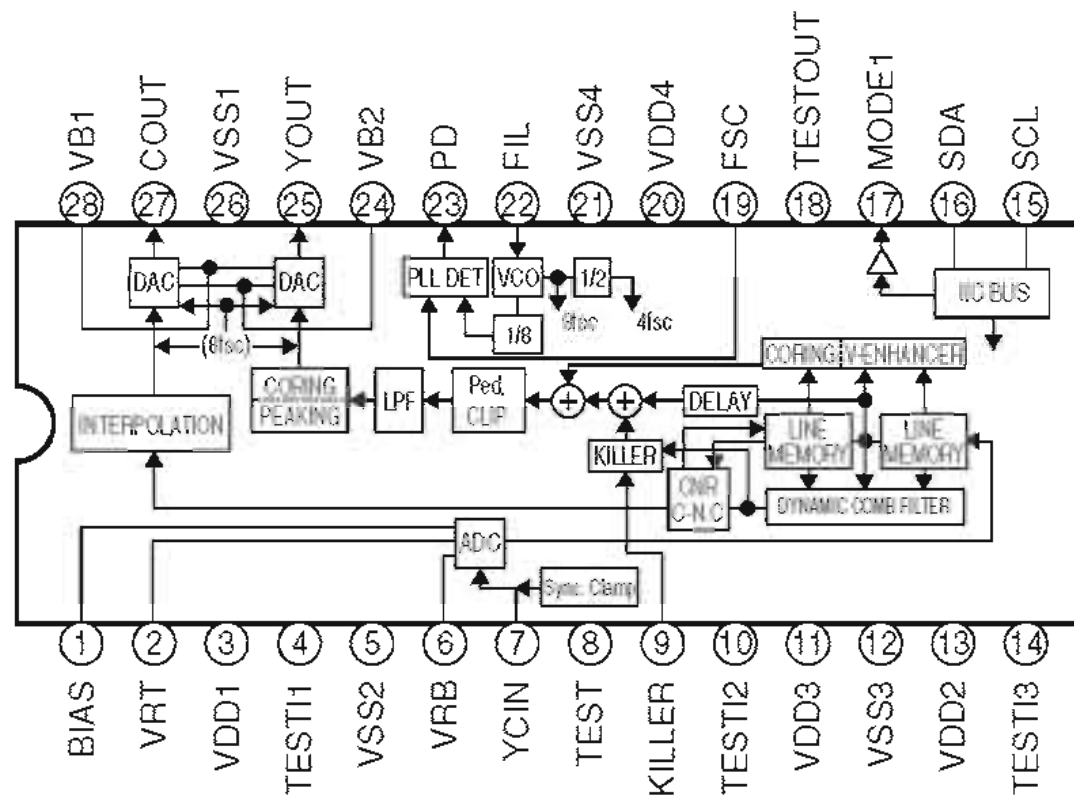 VB1 COUT VSS1 YOUT VB2 PD FIL VSS4 VDD4 FSC TESTOUT MODE1 SDA SCL
28 27 26 25 24 23 22 21 20 19 18 17 16 15
DAC DAC PLL DET VCO 1/2 I2C BUS
8fsc 4fsc
(8fsc) 1/8
CORING V-ENHANCER
CORING
PEAKING
LPF
Ped.
CLIP
+ + DELAY
INTERPOLATION
LINE
MEMORY
LINE
MEMORY
KILLER
CNR
C-N.C
DYNAMIC COMB FILTER
ADC
Sync. Clamp
1 2 3 4 5 6 7 8 9 10 11 12 13 14
BIAS VRT VDD1 TESTI1 VSS2 VRB YCIN TEST KILLER TESTI2 VDD3 VSS3 VDD2 TESTI3